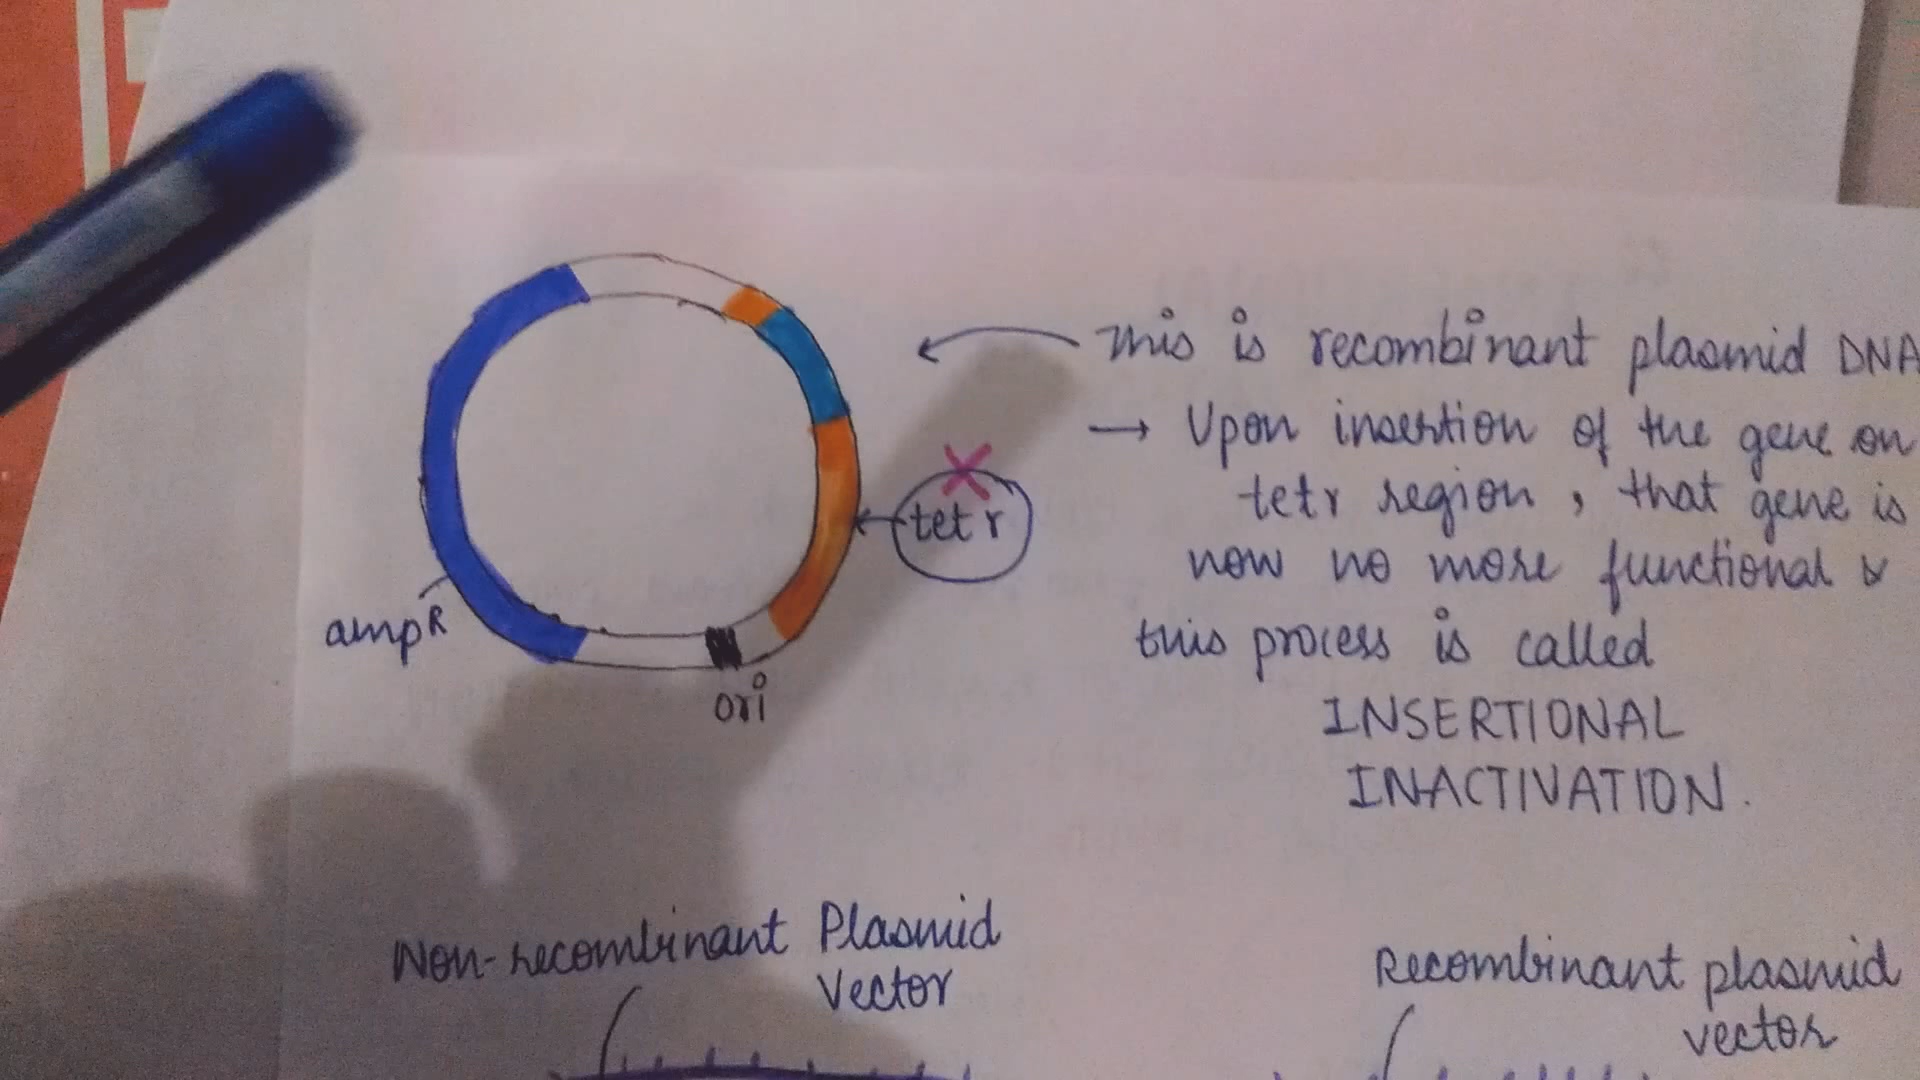 This is recombinant plasmid DNA
→ Upon insertion of the gene on
tetr region, that gene is
now no more functional &
this process is called
INSERTIONAL
INACTIVATION.
tet r
amp R
ori
Non-recombinant Plasmid
Vector
Recombinant plasmid
vector